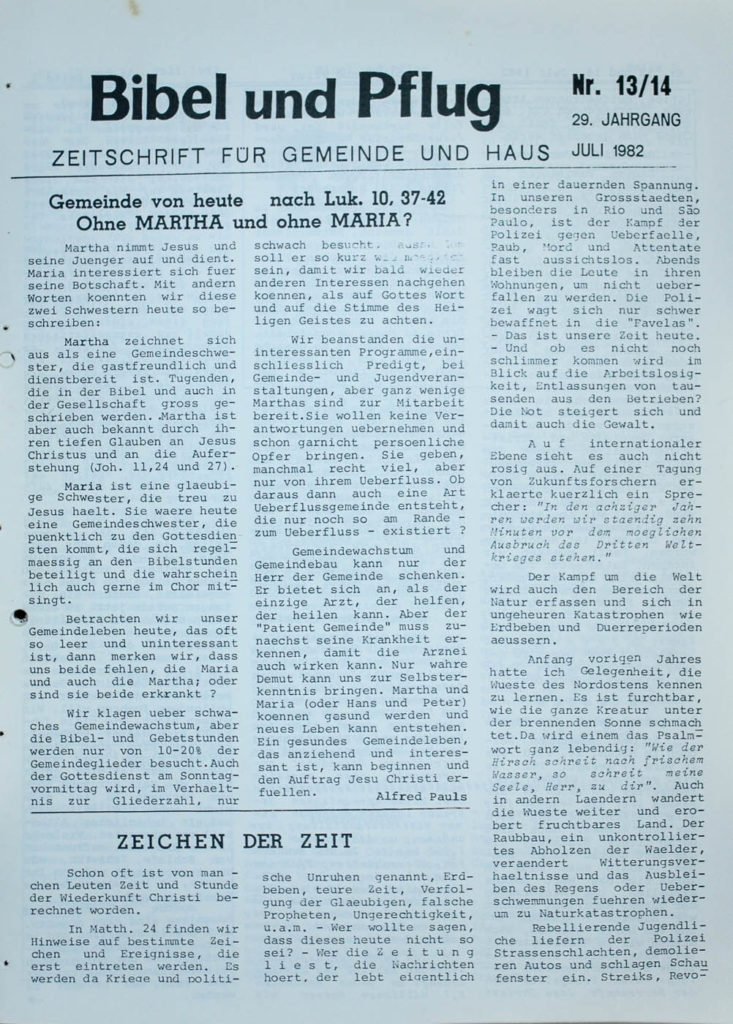 Bibel und Pflug
Nr. 13/14
29. JAHRGANG
ZEITSCHRIFT FÜR GEMEINDE UND HAUS
JULI 1982
Gemeinde von heute nach Luk. 10, 37-42
Ohne MARTHA und ohne MARIA?
Martha nimmt Jesus und
seine Juenger auf und dient.
Maria interessiert sich fuer
seine Botschaft. Mit andern
Worten koennten wir diese
zwei Schwestern heute so be-
schreiben:
Martha zeichnet sich
aus als eine Gemeindeschwe-
ster, die gastfreundlich und
dienstbereit ist. Tugenden,
die in der Bibel und auch in
der Gesellschaft gross ge-
schrieben werden. Martha ist
aber auch bekannt durch ih-
ren tiefen Glauben an Jesus
Christus und an die Aufer-
stehung (Joh. 11,24 und 27).
Maria ist eine glaeubi-
ge Schwester, die treu zu
Jesus haelt. Sie waere heute
eine Gemeindeschwester, die
puenktlich zu den Gottesdien
sten kommt, die sich regel-
maessig an den Bibelstunden
beteiligt und die wahrschein
lich auch gerne im Chor mit-
singt.
Betrachten wir unser
Gemeindeleben heute, das oft
so leer und uninteressant
ist, dann merken wir, dass
uns beide fehlen, die Maria
und auch die Martha; oder
sind sie beide erkrankt ?
Wir klagen ueber schwa-
ches Gemeindewachstum, aber
die Bibel- und Gebetstunden
werden nur von 10-20% der
Gemeindeglieder besucht.Auch
der Gottesdienst am Sonntag-
vormittag wird, im Verhaelt-
nis zur Gliederzahl, nur
schwach besucht.
soll er so kurz
sein, damit wir bald wieder
anderen Interessen nachgehen
koennen, als auf Gottes Wort
und auf die Stimme des Hei-
ligen Geistes zu achten.
Wir beanstanden die un-
interessanten Programme,ein-
schliesslich Predigt, bei
Gemeinde- und Jugendveran-
staltungen, aber ganz wenige
Marthas sind zur Mitarbeit
bereit.Sie wollen keine Ver-
antwortungen uebernehmen und
schon garnicht persoenliche
Opfer bringen. Sie geben,
manchmal recht viel, aber
nur von ihrem Ueberfluss. Ob
daraus dann auch eine Art
Ueberflussgemeinde entsteht,
die nur noch so am Rande -
zum Ueberfluss - existiert ?
Gemeindewachstum und
Gemeindebau kann nur der
Herr der Gemeinde schenken.
Er bietet sich an, als der
einzige Arzt, der helfen,
der heilen kann. Aber der
"Patient Gemeinde" muss zu-
naechst seine Krankheit er-
kennen, damit die Arznei
auch wirken kann. Nur wahre
Demut kann uns zur Selbster-
kenntnis bringen. Martha und
Maria (oder Hans und Peter)
koennen gesund werden und
neues Leben kann entstehen.
Ein gesundes Gemeindeleben,
das anziehend und interes-
sant ist, kann beginnen und
den Auftrag Jesu Christi er-
fuellen.
Alfred Pauls
in einer dauernden Spannung.
In unseren Grossstaedten,
besonders in Rio und São
Paulo, ist der Kampf der
Polizei gegen Ueberfaelle,
Raub, Mord und Attentate
fast aussichtslos. Abends
bleiben die Leute in ihren
Wohnungen, um nicht ueber-
fallen zu werden. Die Poli-
zei wagt sich nur schwer
bewaffnet in die "Favelas".
- Das ist unsere Zeit heute.
- Und ob es nicht noch
schlimmer kommen wird im
Blick auf die Arbeitslosig-
keit, Entlassungen von tau-
senden aus den Betrieben?
Die Not steigert sich und
damit auch die Gewalt.
Auf internationaler
Ebene sieht es auch nicht
rosig aus. Auf einer Tagung
von Zukunftsforschern er-
klaerte kuerzlich ein Spre-
cher: "In den achziger Jah-
ren werden wir staendig zehn
Minuten vor dem moeglichen
Ausbruch des Dritten Welt-
krieges stehen."
Der Kampf um die Welt
wird auch den Bereich der
Natur erfassen und sich in
ungeheuren Katastrophen wie
Erdbeben und Duerreperioden
aeussern.
Anfang vorigen Jahres
hatte ich Gelegenheit, die
Wueste des Nordostens kennen
zu lernen. Es ist furchtbar,
wie die ganze Kreatur unter
der brennenden Sonne schmach
tet.Da wird einem das Psalm-
wort ganz lebendig: "Wie der
Hirsch schreit nach frischem
Wasser, so schreit meine
Seele, Herr, zu dir". Auch
in andern Laendern wandert
die Wueste weiter und ero-
bert fruchtbares Land. Der
Raubbau, ein unkontrollier-
tes Abholzen der Waelder,
veraendert Witterungsver-
haeltnisse und das Ausblei-
ben des Regens oder Ueber-
schwemmungen fuehren wieder-
um zu Naturkatastrophen.
Rebellierende Jugendli-
che liefern der Polizei
Strassenschlachten, demolie-
ren Autos und schlagen Schau
fenster ein. Streiks, Revo-
ZEICHEN DER ZEIT
Schon oft ist von man -
chen Leuten Zeit und Stunde
der Wiederkunft Christi be-
rechnet worden.
In Matth. 24 finden wir
Hinweise auf bestimmte Zei-
chen und Ereignisse, die
erst eintreten werden. Es
werden da Kriege und politi-
sche Unruhen genannt, Erd-
beben, teure Zeit, Verfol-
gung der Glaeubigen, falsche
Propheten, Ungerechtigkeit,
u.a.m. - Wer wollte sagen,
dass dieses heute nicht so
sei? - Wer die Zeitung
liest, die Nachrichten
hoert, der lebt eigentlich